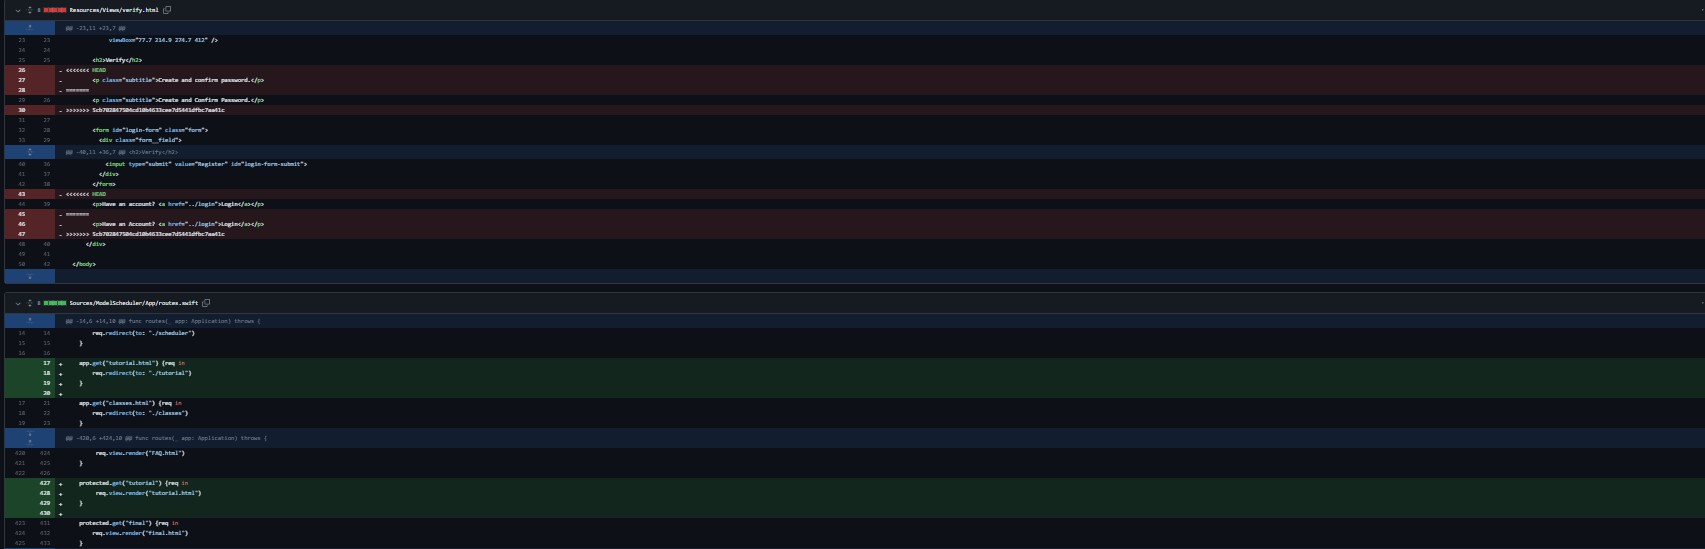 8 Resources/Views/verify.html
@@ -23,11 +23,7 @@
23 23 viewBox="77.7 214.9 274.7 412" />
24 24
25 25 <h2>Verify</h2>
26 - <<<<<<< HEAD
27 - <p class="subtitle">Create and confirm password.</p>
28 - =======
29 26 <p class="subtitle">Create and Confirm Password.</p>
30 - >>>>>>>
31 27
32 28 <form id="login-form" class="form">
33 29 <div class="form__field">
@@ -40,11 +36,7 @@ <h2>Verify</h2>
40 36 <input type="submit" value="Register" id="login-form-submit">
41 37 </div>
42 38 </form>
43 - <<<<<<< HEAD
44 39 <p>Have an account? <a href="../login">Login</a></p>
45 - =======
46 - <p>Have an Account? <a href="../login">Login</a></p>
47 - >>>>>>>
48 40 </div>
49 41
50 42 </body>
8 Sources/ModelScheduler/App/routes.swift
@@ -14,6 +14,10 @@ func routes(_ app: Application) throws {
14 14 req.redirect(to: "./scheduler")
15 15 }
16 16
17 + app.get("tutorial.html") {req in
18 + req.redirect(to: "./tutorial")
19 + }
20 +
17 21 app.get("classes.html") {req in
18 22 req.redirect(to: "./classes")
19 23 }
@@ -420,6 +424,10 @@ func routes(_ app: Application) throws {
420 424 req.view.render("FAQ.html")
421 425 }
422 426
427 + protected.get("tutorial") {req in
428 + req.view.render("tutorial.html")
429 + }
430 +
423 431 protected.get("final") {req in
424 432 req.view.render("final.html")
425 433 }